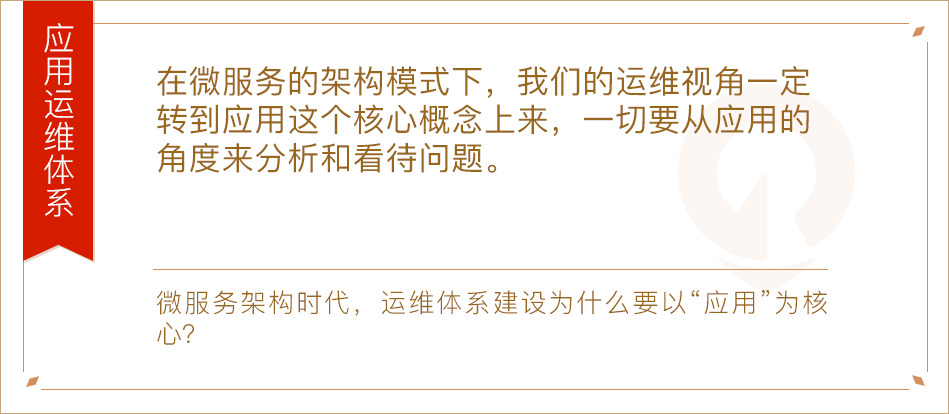 应用运维体系
在微服务的架构模式下，我们的运维视角一定
转到应用这个核心概念上来，一切要从应用的
角度来分析和看待问题。
微服务架构时代，运维体系建设为什么要以“应用”为核
心？